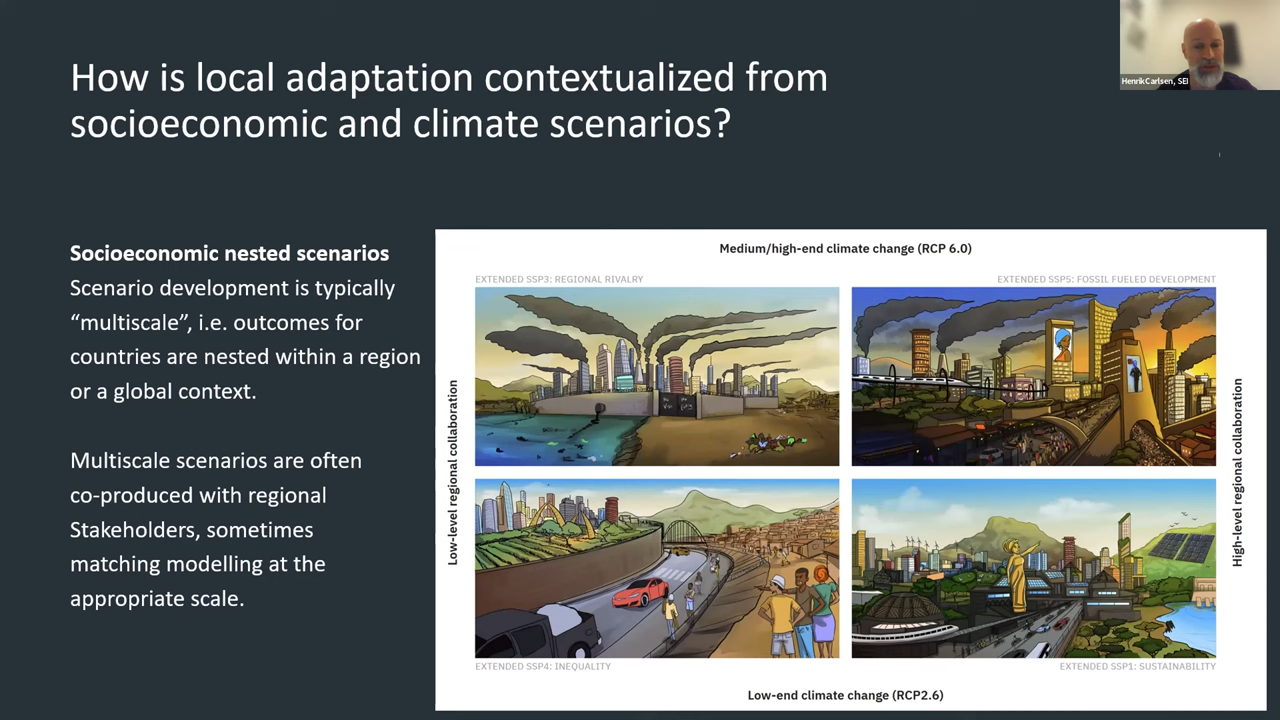 How is local adaptation contextualized from
socioeconomic and climate scenarios?
HenrikCarlsen, SEI
Socioeconomic nested scenarios
Scenario development is typically
“multiscale”, i.e. outcomes for
countries are nested within a region
or a global context.
Multiscale scenarios are often
co-produced with regional
Stakeholders, sometimes
matching modelling at the
appropriate scale.
Medium/high-end climate change (RCP 6.0)
EXTENDED SSP3: REGIONAL RIVALRY
EXTENDED SSP5: FOSSIL FUELED DEVELOPMENT
Low-level regional collaboration
High-level regional collaboration
EXTENDED SSP4: INEQUALITY
EXTENDED SSP1: SUSTAINABILITY
Low-end climate change (RCP2.6)